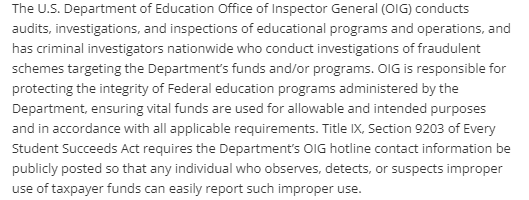 The U.S. Department of Education Office of Inspector General (OIG) conducts
audits, investigations, and inspections of educational programs and operations, and
has criminal investigators nationwide who conduct investigations of fraudulent
schemes targeting the Department's funds and/or programs. OIG is responsible for
protecting the integrity of Federal education programs administered by the
Department, ensuring vital funds are used for allowable and intended purposes
and in accordance with all applicable requirements. Title IX, Section 9203 of Every
Student Succeeds Act requires the Department's OIG hotline contact information be
publicly posted so that any individual who observes, detects, or suspects improper
use of taxpayer funds can easily report such improper use.